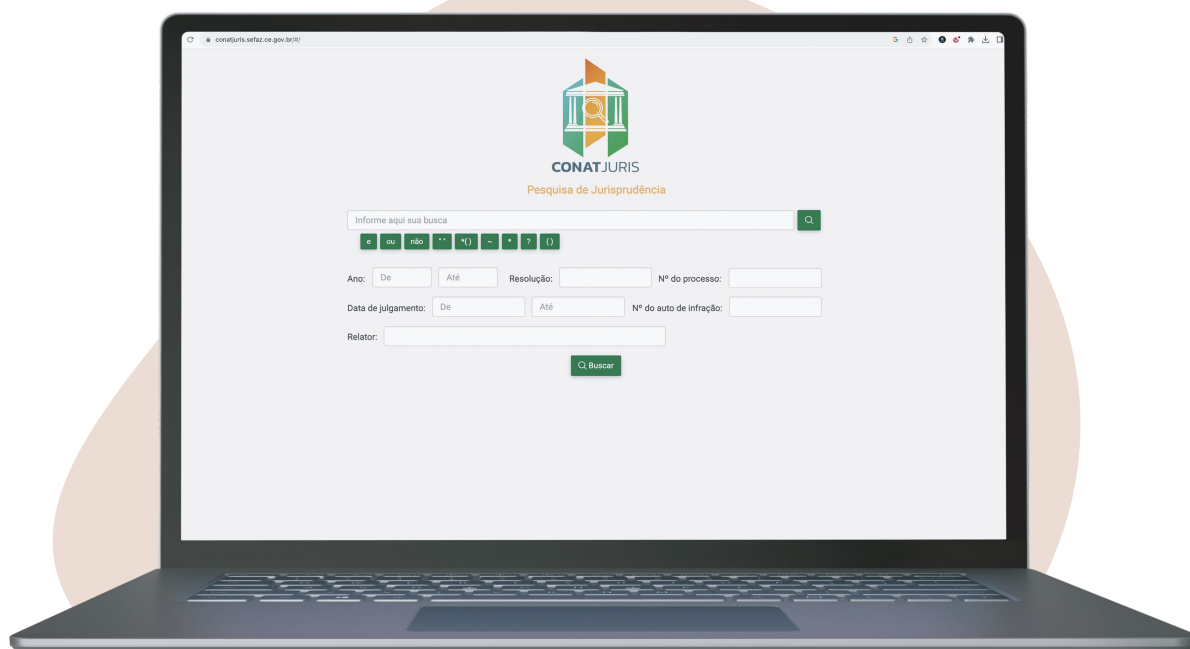 conatjuris.sefaz.ce.gov.br/#/
CONATJURIS
Pesquisa de Jurisprudência
Informe aqui sua busca
e ou não " " *( ) ~ * ? ( )
Ano: De Até Resolução: Nº do processo:
Data de julgamento: De Até Nº do auto de infração:
Relator:
Buscar